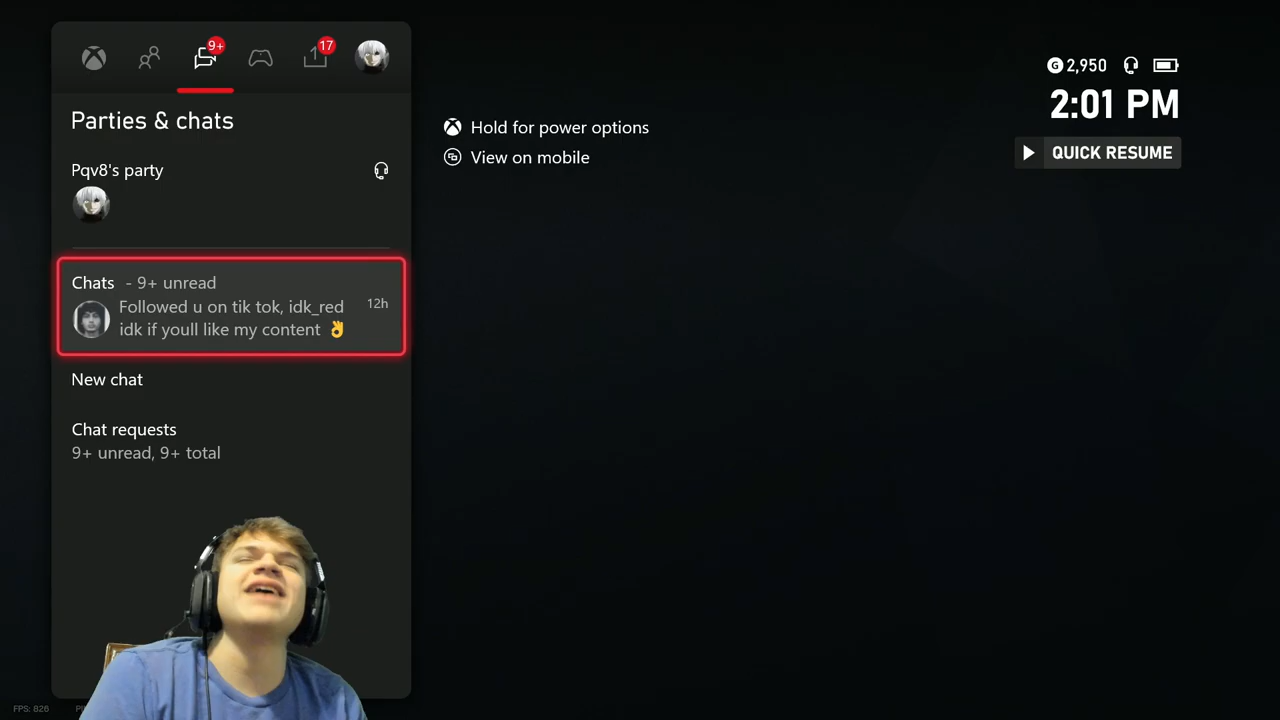 9+
17
Parties & chats
Pqv8's party
Chats - 9+ unread
Followed u on tik tok, idk_red
idk if youll like my content 👌
12h
New chat
Chat requests
9+ unread, 9+ total
Hold for power options
View on mobile
G 2,950
2:01 PM
QUICK RESUME
FPS: 826